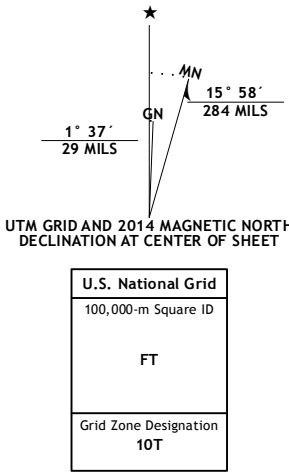 ★
MN
GN
15° 58´
284 MILS
1° 37´
29 MILS
UTM GRID AND 2014 MAGNETIC NORTH
DECLINATION AT CENTER OF SHEET
U.S. National Grid
100,000-m Square ID
FT
Grid Zone Designation
10T